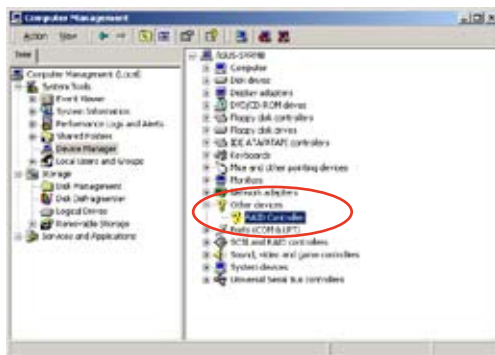 Computer Management
Action View
Tree
Computer Management (Local)
System Tools
Event Viewer
System Information
Performance Logs and Alerts
Shared Folders
Device Manager
Local Users and Groups
Storage
Disk Management
Disk Defragmenter
Logical Drives
Removable Storage
Services and Applications
Computer
Disk drives
Display adapters
DVD/CD-ROM drives
Floppy disk controllers
Floppy disk drives
IDE ATA/ATAPI controllers
Keyboards
Mice and other pointing devices
Monitors
Network adapters
Other devices
RAID Controller
Ports (COM & LPT)
SCSI and RAID controllers
Sound, video and game controllers
System devices
Universal Serial Bus controllers